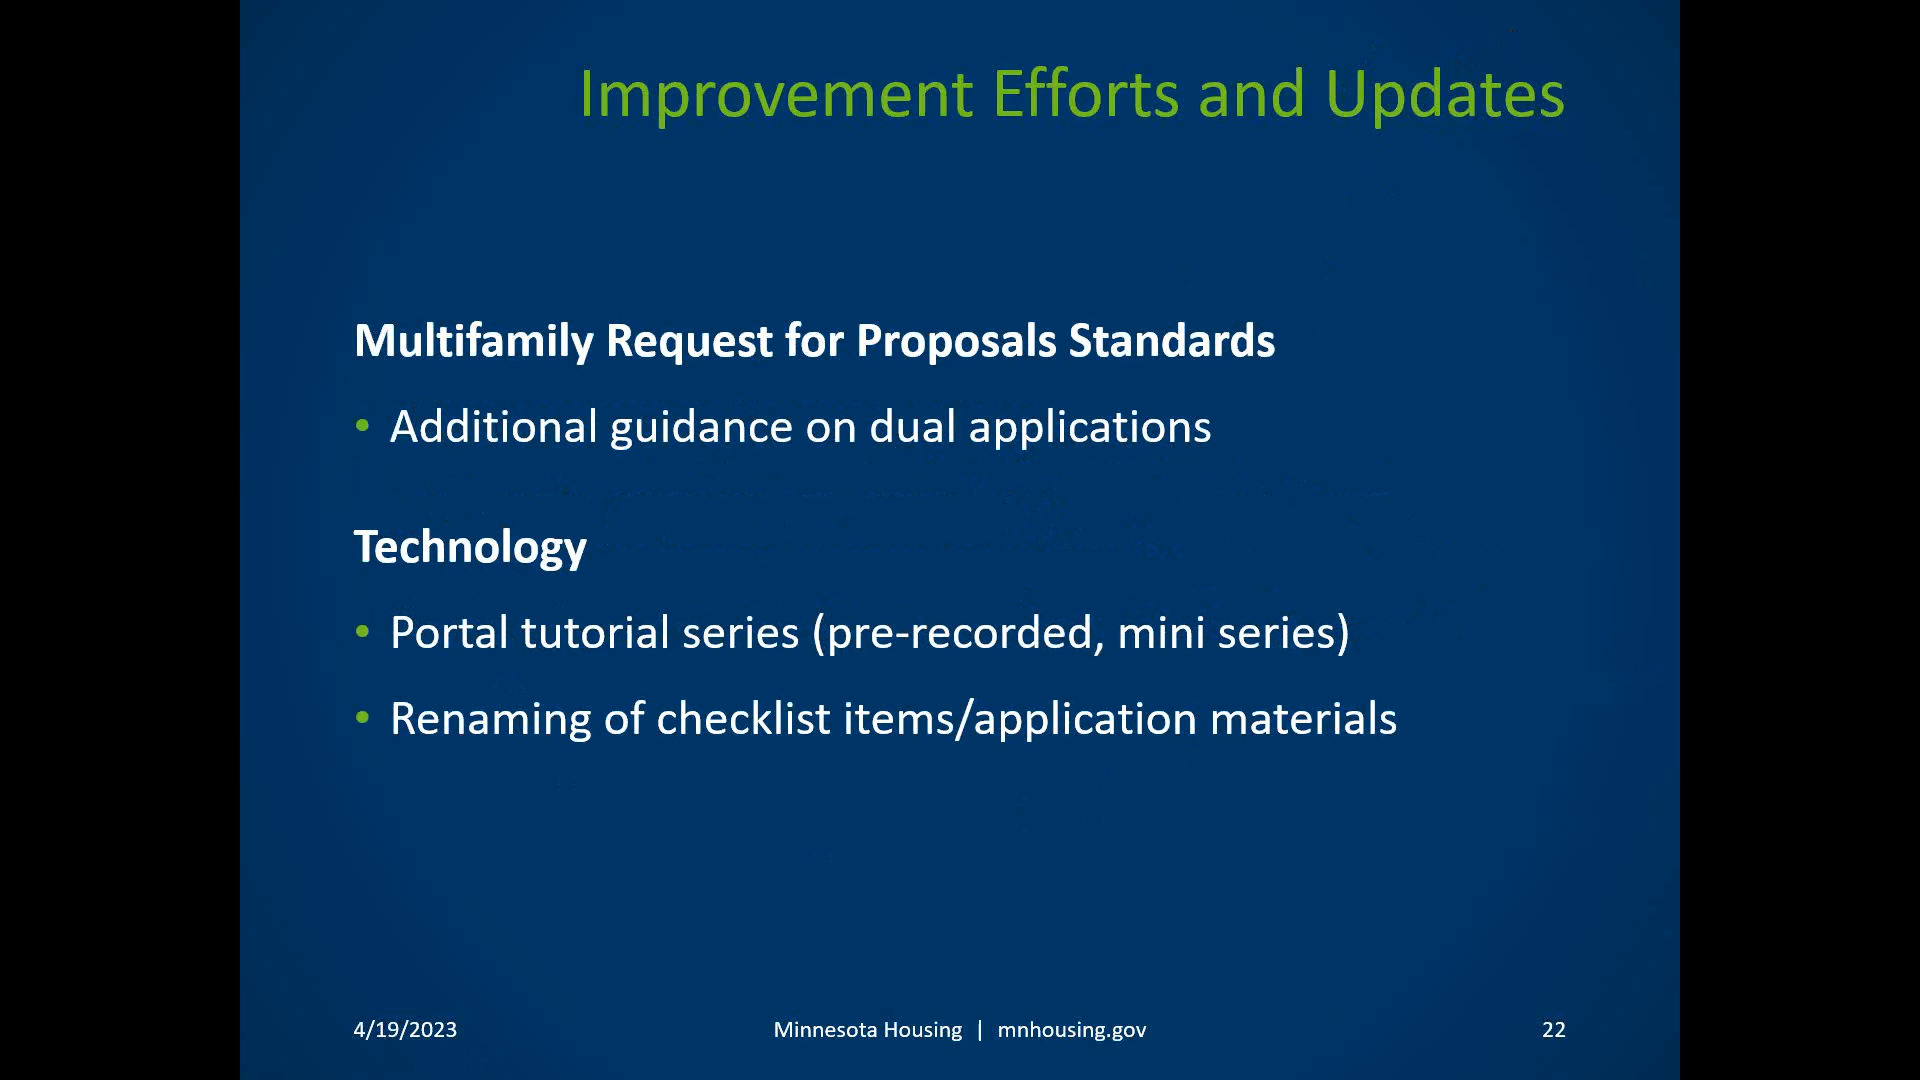 Improvement Efforts and Updates
Multifamily Request for Proposals Standards
• Additional guidance on dual applications
Technology
• Portal tutorial series (pre-recorded, mini series)
• Renaming of checklist items/application materials
4/19/2023
Minnesota Housing | mnhousing.gov
22